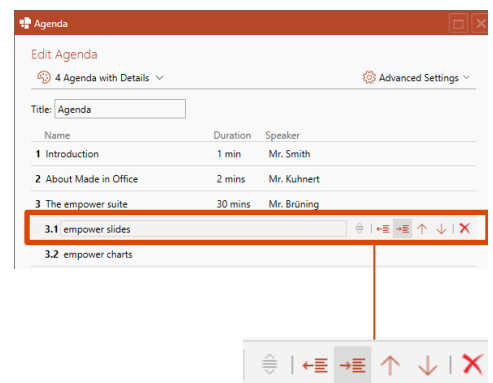 Agenda
Edit Agenda
4 Agenda with Details Advanced Settings
Title: Agenda
Name Duration Speaker
1 Introduction 1 min Mr. Smith
2 About Made in Office 2 mins Mr. Kuhnert
3 The empower suite 30 mins Mr. Brüning
3.1 empower slides
3.2 empower charts